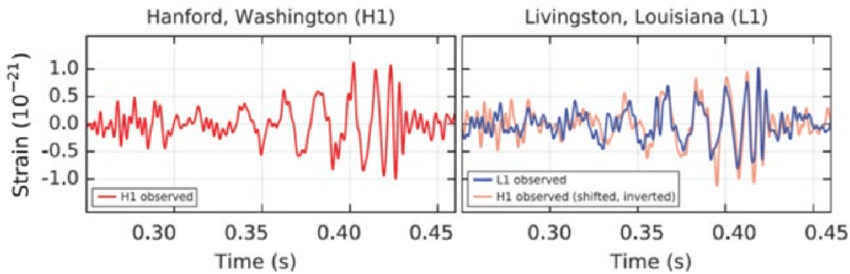 Hanford, Washington (H1)
Livingston, Louisiana (L1)
Strain (10⁻²¹)
1.0
0.5
0.0
-0.5
-1.0
H1 observed
L1 observed
H1 observed (shifted, inverted)
0.30 0.35 0.40 0.45
0.30 0.35 0.40 0.45
Time (s)
Time (s)